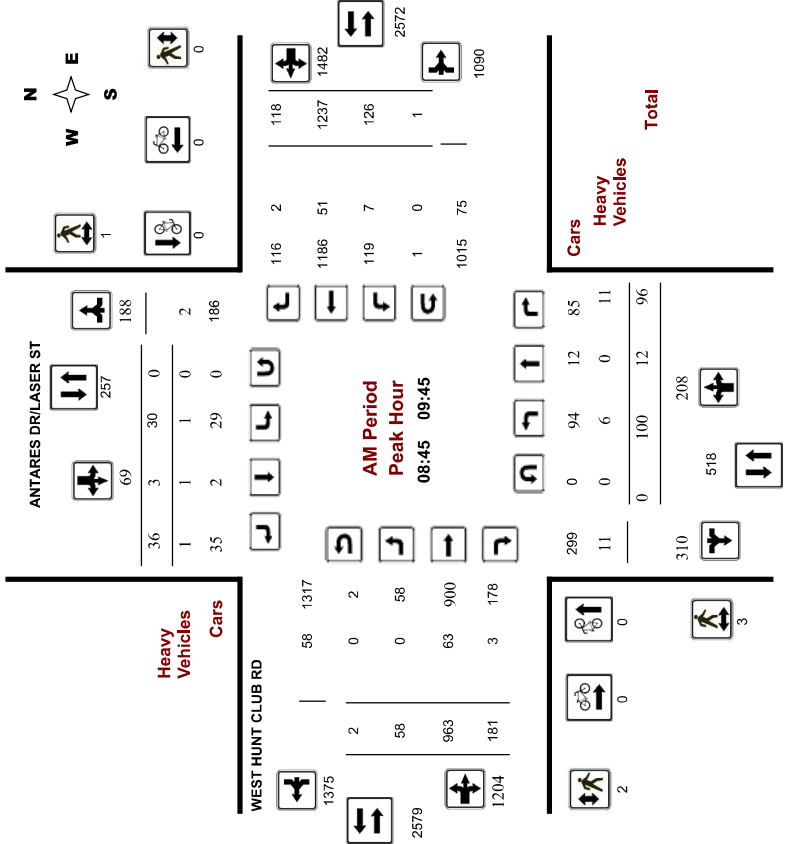 N
W E
S
0
0
1
0
ANTARES DR/LASER ST
69 257 188
36 3 30 0
1 1 1 0 2
35 2 29 0 186
Heavy
Vehicles
Cars
WEST HUNT CLUB RD
1375
58 1317
2 0 2
58 0 58
2579
963 63 900
181 3 178
1204
AM Period
Peak Hour
08:45 09:45
2572
1482
116 2 118
1186 51 1237
119 7 126
1 0 1
1015 75 1090
Cars
Heavy
Vehicles
Total
299 0 94 12 85
11 0 6 0 11
0 100 12 96
310 208
518
0
0
2
3